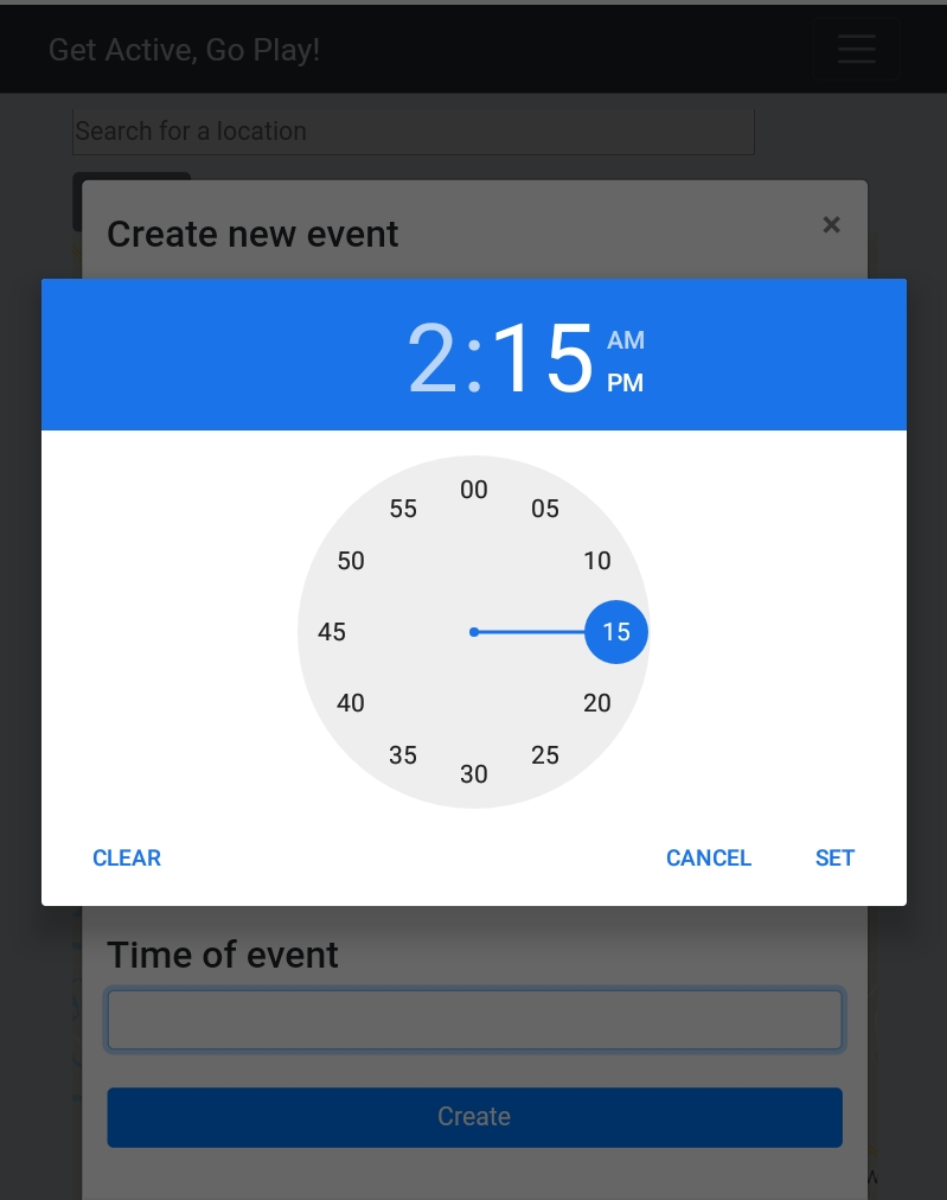 Get Active, Go Play!
Search for a location
Create new event
×
2:15 AM
PM
00
55 05
50 10
45 15
40 20
35 25
30
CLEAR CANCEL SET
Time of event
Create